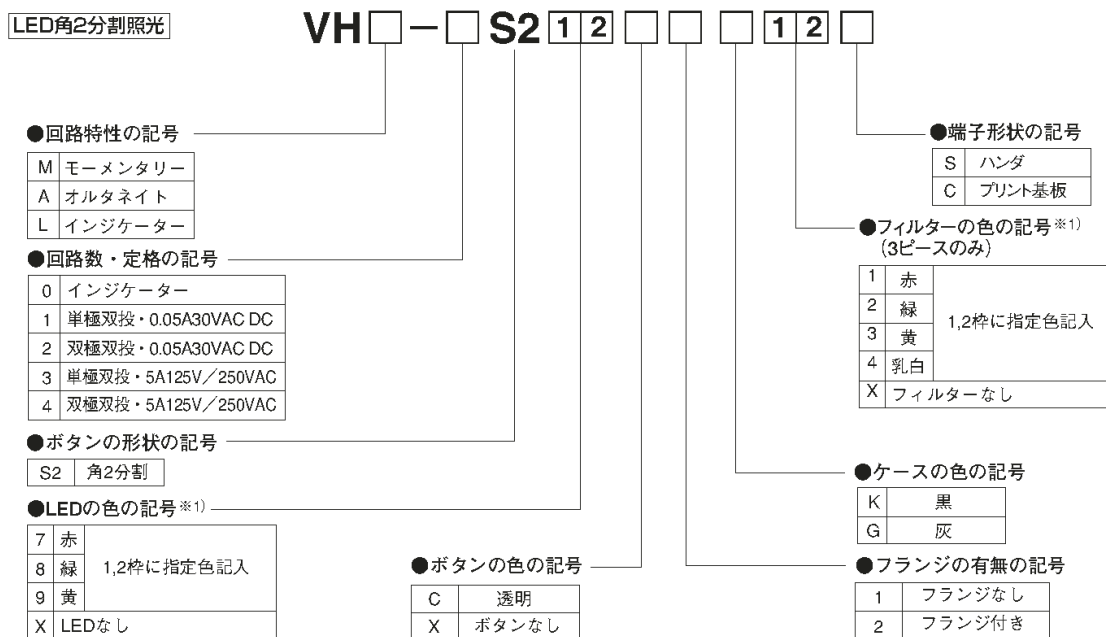 LED角2分割照光
VH□－□S2 1 2 □ □ □ 1 2 □
●回路特性の記号
M モーメンタリー
A オルタネイト
L インジケーター
●回路数・定格の記号
0 インジケーター
1 単極双投・0.05A30VAC DC
2 双極双投・0.05A30VAC DC
3 単極双投・5A125V／250VAC
4 双極双投・5A125V／250VAC
●ボタンの形状の記号
S2 角2分割
●LEDの色の記号※1)
7 赤
8 緑
9 黄
1,2枠に指定色記入
X LEDなし
●ボタンの色の記号
C 透明
X ボタンなし
●端子形状の記号
S ハンダ
C プリント基板
●フィルターの色の記号※1)
(3ピースのみ)
1 赤
2 緑
3 黄
4 乳白
1,2枠に指定色記入
X フィルターなし
●ケースの色の記号
K 黒
G 灰
●フランジの有無の記号
1 フランジなし
2 フランジ付き